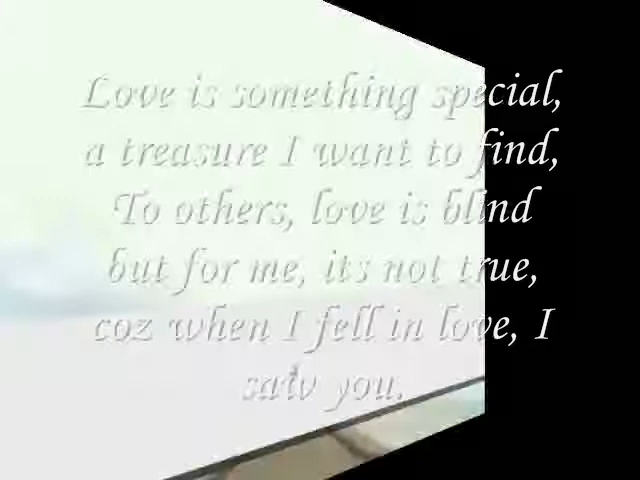 Love is something special,
a treasure I want to find,
To others, love is blind
but for me, its not true,
coz when I fell in love, I
saw you.